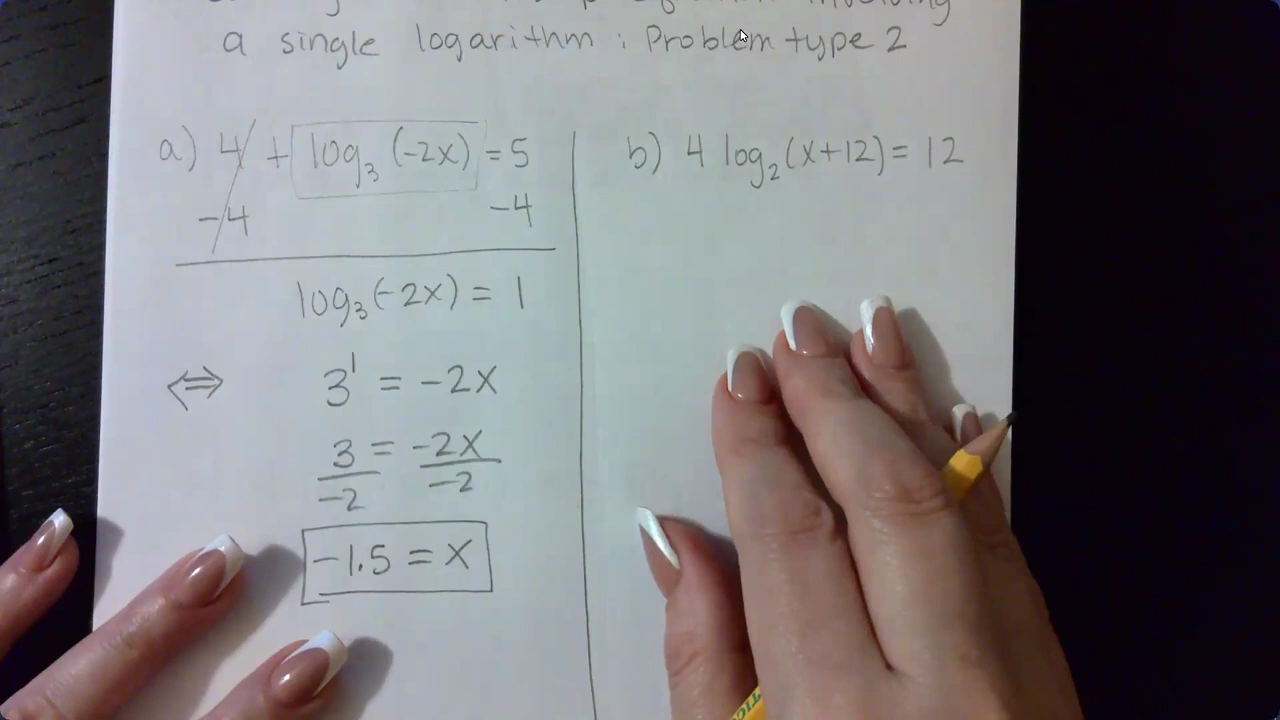 a single logarithm : Problem type 2
a) 4 + log₃ (-2x) = 5
-4 -4
log₃(-2x) = 1
⇔ 3¹ = -2x
3 = -2x
-2 -2
-1.5 = x
b) 4 log₂(x+12) = 12